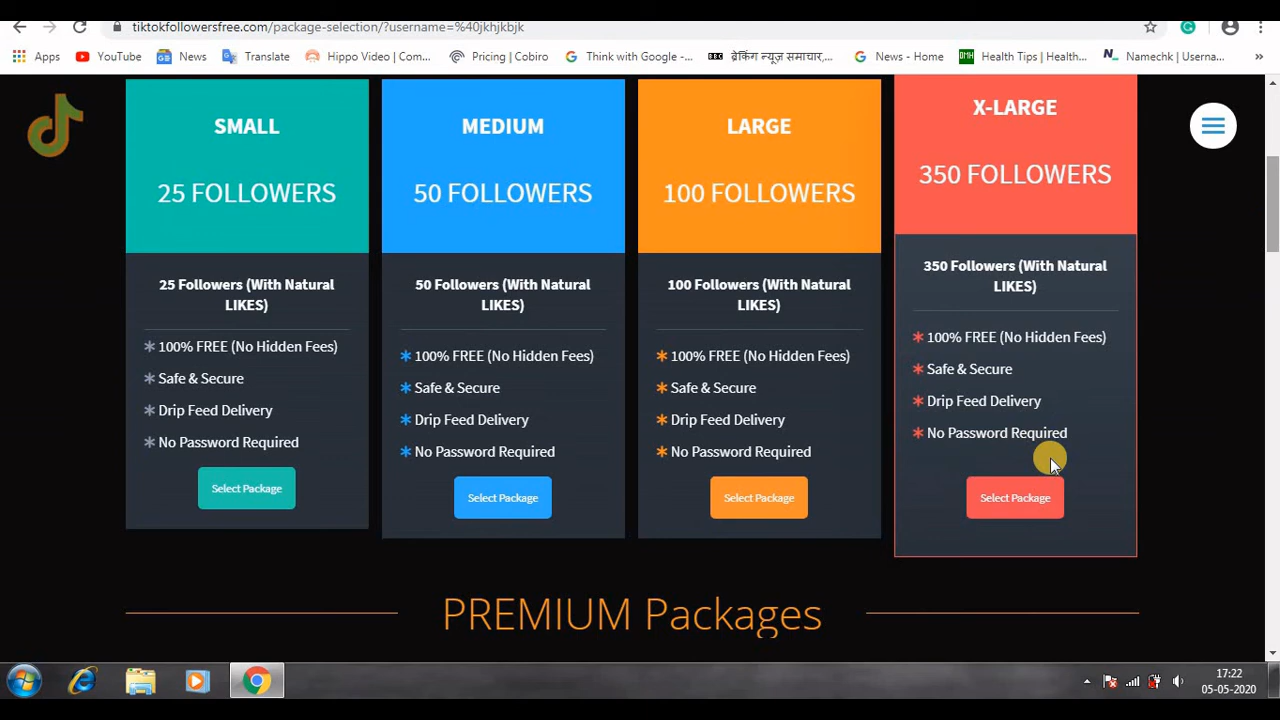 tiktokfollowersfree.com/package-selection/?username=%40jkhjkbjk
Apps YouTube News Translate Hippo Video | Com... Pricing | Cobiro Think with Google -... BBC ब्रेकिंग न्यूज़ समाचार,... News - Home Health Tips | Health... Namechk | Userna... »
SMALL
25 FOLLOWERS
25 Followers (With Natural
LIKES)
100% FREE (No Hidden Fees)
Safe & Secure
Drip Feed Delivery
No Password Required
Select Package
MEDIUM
50 FOLLOWERS
50 Followers (With Natural
LIKES)
100% FREE (No Hidden Fees)
Safe & Secure
Drip Feed Delivery
No Password Required
Select Package
LARGE
100 FOLLOWERS
100 Followers (With Natural
LIKES)
100% FREE (No Hidden Fees)
Safe & Secure
Drip Feed Delivery
No Password Required
Select Package
X-LARGE
350 FOLLOWERS
350 Followers (With Natural
LIKES)
100% FREE (No Hidden Fees)
Safe & Secure
Drip Feed Delivery
No Password Required
Select Package
PREMIUM Packages
17:22
05-05-2020